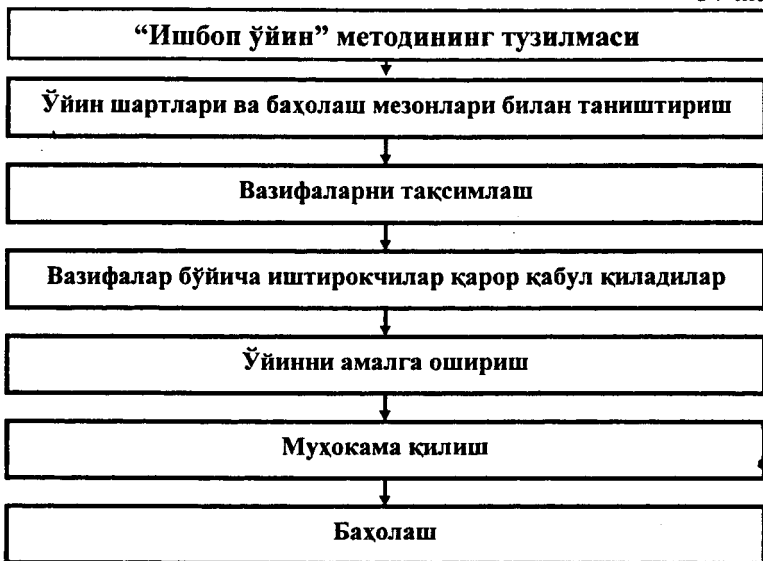 “Ишбоп ўйин” методининг тузилмаси
Ўйин шартлари ва баҳолаш мезонлари билан таништириш
Вазифаларни тақсимлаш
Вазифалар бўйича иштирокчилар қарор қабул қиладилар
Ўйинни амалга ошириш
Муҳокама қилиш
Баҳолаш